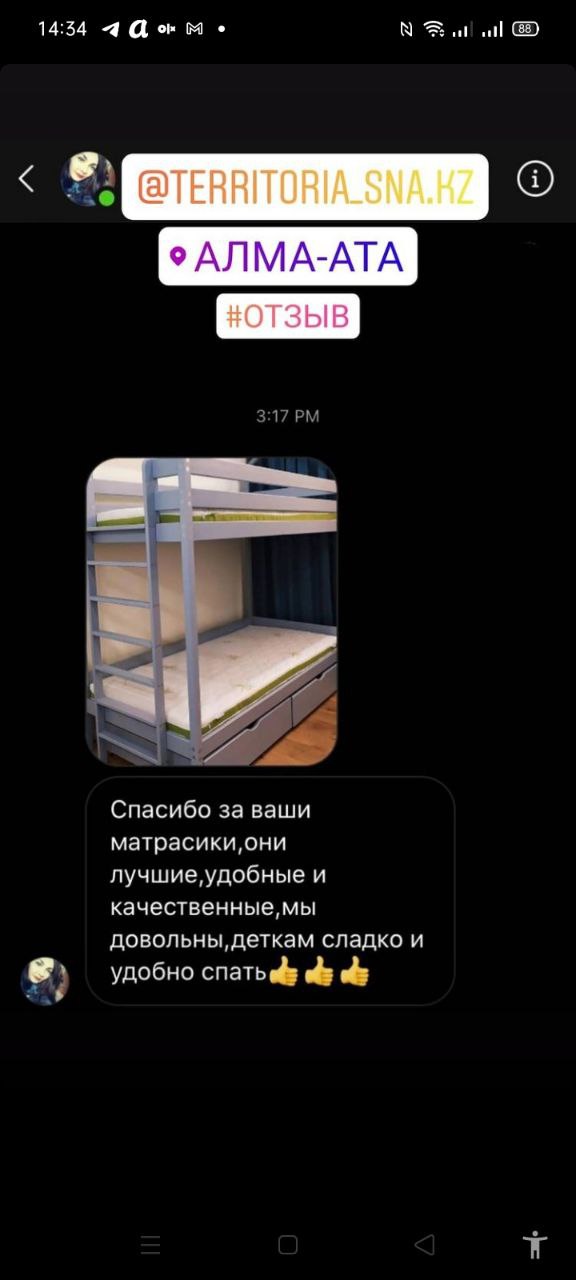 14:34
88
@TERRITORIA_SNA.KZ
АЛМА-АТА
#ОТЗЫВ
3:17 PM
Спасибо за ваши
матрасики,они
лучшие,удобные и
качественные,мы
довольны,деткам сладко и
удобно спать👍👍👍